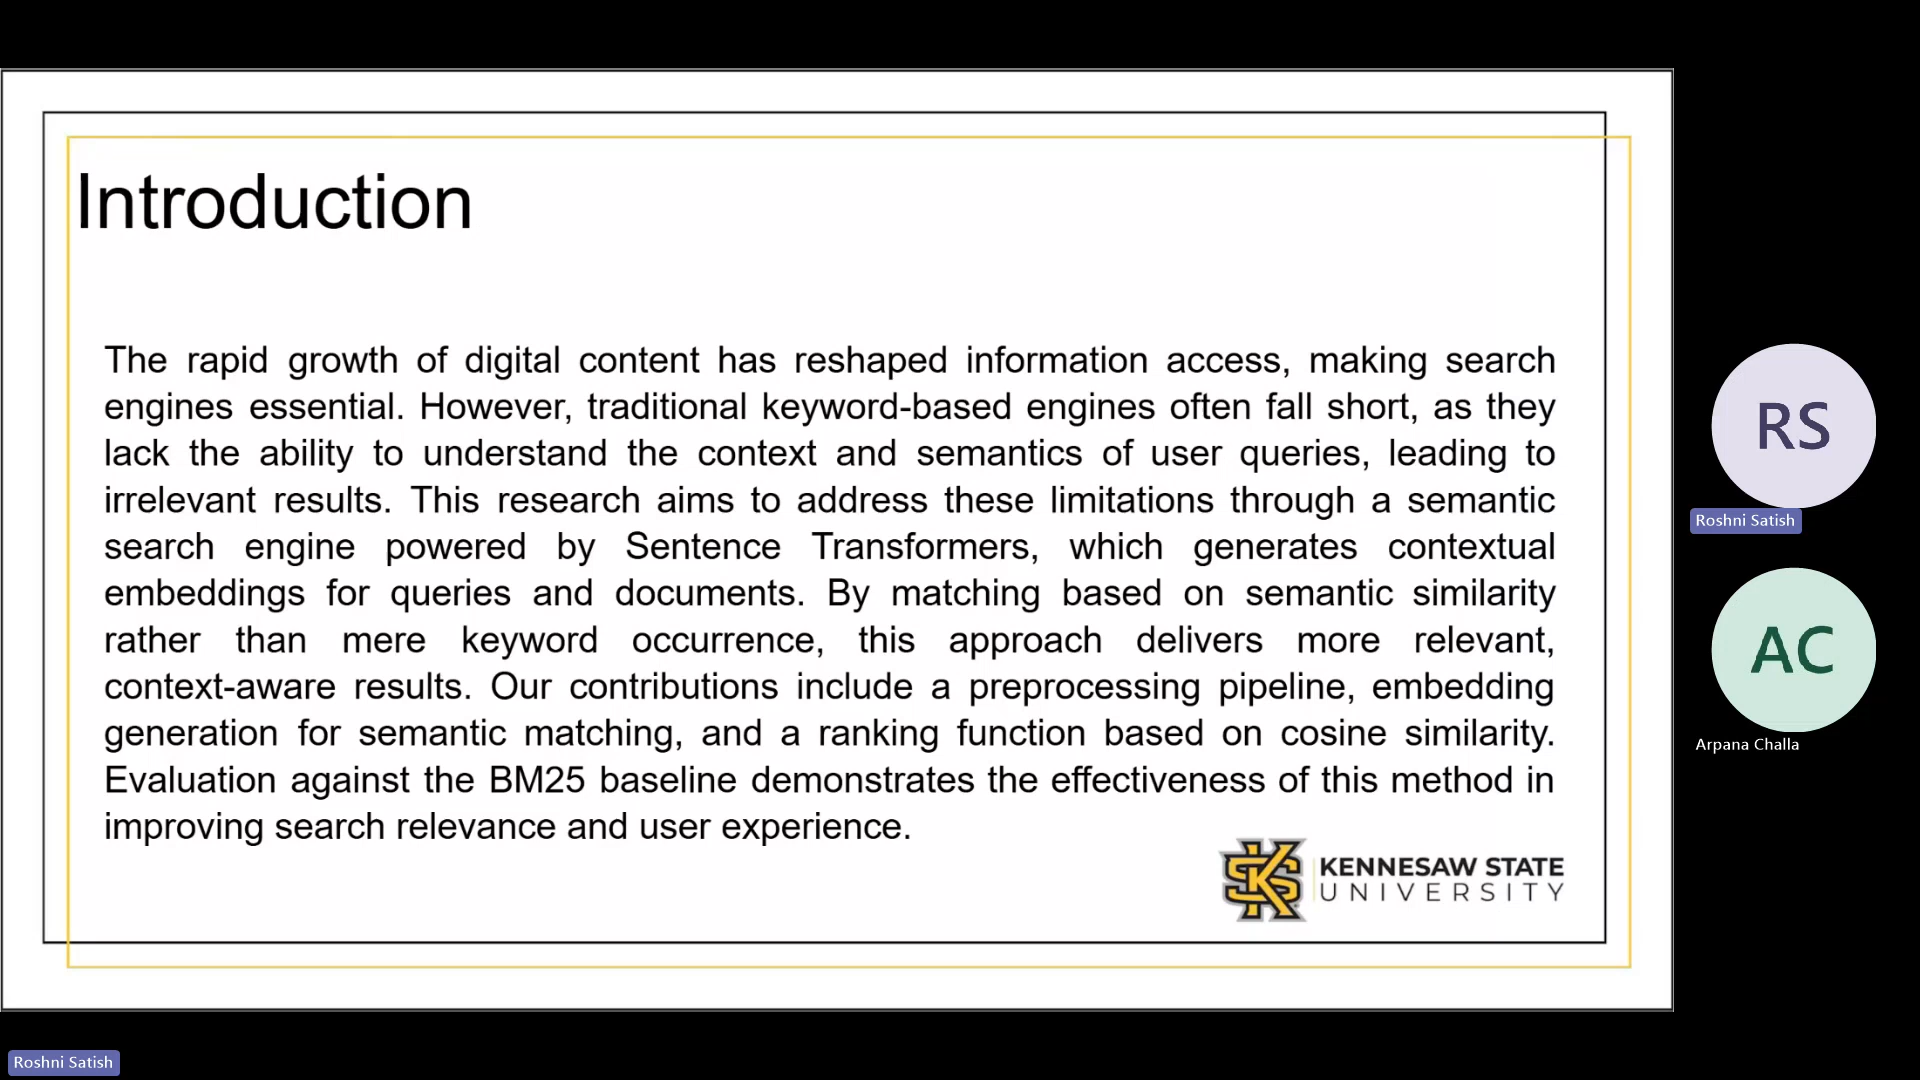 Introduction
The rapid growth of digital content has reshaped information access, making search
engines essential. However, traditional keyword-based engines often fall short, as they
lack the ability to understand the context and semantics of user queries, leading to
irrelevant results. This research aims to address these limitations through a semantic
search engine powered by Sentence Transformers, which generates contextual
embeddings for queries and documents. By matching based on semantic similarity
rather than mere keyword occurrence, this approach delivers more relevant,
context-aware results. Our contributions include a preprocessing pipeline, embedding
generation for semantic matching, and a ranking function based on cosine similarity.
Evaluation against the BM25 baseline demonstrates the effectiveness of this method in
improving search relevance and user experience.
KS
KENNESAW STATE
UNIVERSITY
RS
Roshni Satish
AC
Arpana Challa
Roshni Satish